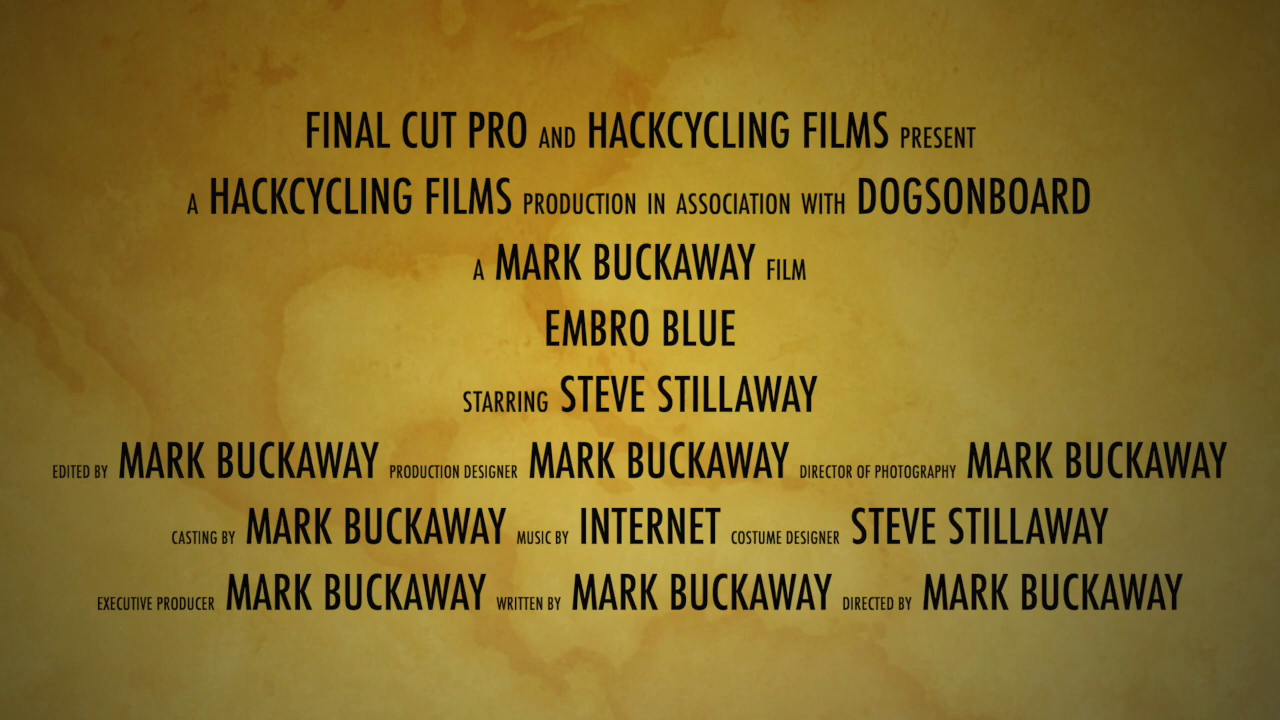 FINAL CUT PRO AND HACKCYCLING FILMS PRESENT
A HACKCYCLING FILMS PRODUCTION IN ASSOCIATION WITH DOGSONBOARD
A MARK BUCKAWAY FILM
EMBRO BLUE
STARRING STEVE STILLAWAY
EDITED BY MARK BUCKAWAY PRODUCTION DESIGNER MARK BUCKAWAY DIRECTOR OF PHOTOGRAPHY MARK BUCKAWAY
CASTING BY MARK BUCKAWAY MUSIC BY INTERNET COSTUME DESIGNER STEVE STILLAWAY
EXECUTIVE PRODUCER MARK BUCKAWAY WRITTEN BY MARK BUCKAWAY DIRECTED BY MARK BUCKAWAY